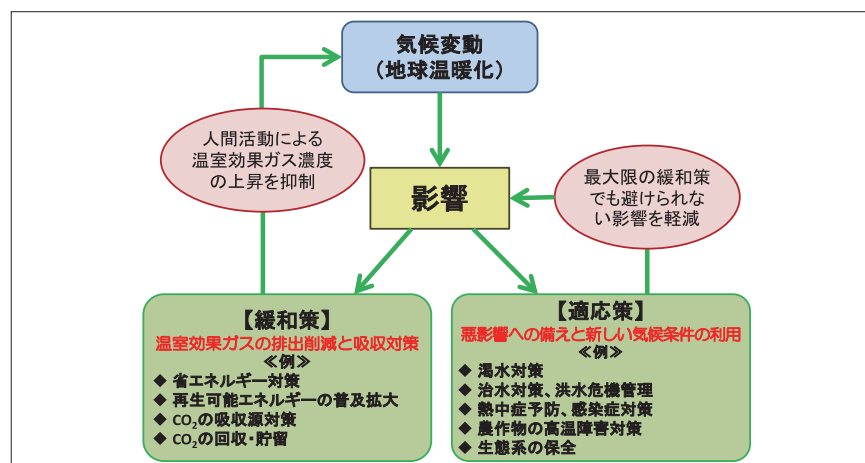 気候変動
（地球温暖化）
人間活動による
温室効果ガス濃度
の上昇を抑制
影響
最大限の緩和策
でも避けられな
い影響を軽減
【緩和策】
温室効果ガスの排出削減と吸収対策
≪例≫
◆ 省エネルギー対策
◆ 再生可能エネルギーの普及拡大
◆ CO₂の吸収源対策
◆ CO₂の回収・貯留
【適応策】
悪影響への備えと新しい気候条件の利用
≪例≫
◆ 渇水対策
◆ 治水対策、洪水危機管理
◆ 熱中症予防、感染症対策
◆ 農作物の高温障害対策
◆ 生態系の保全